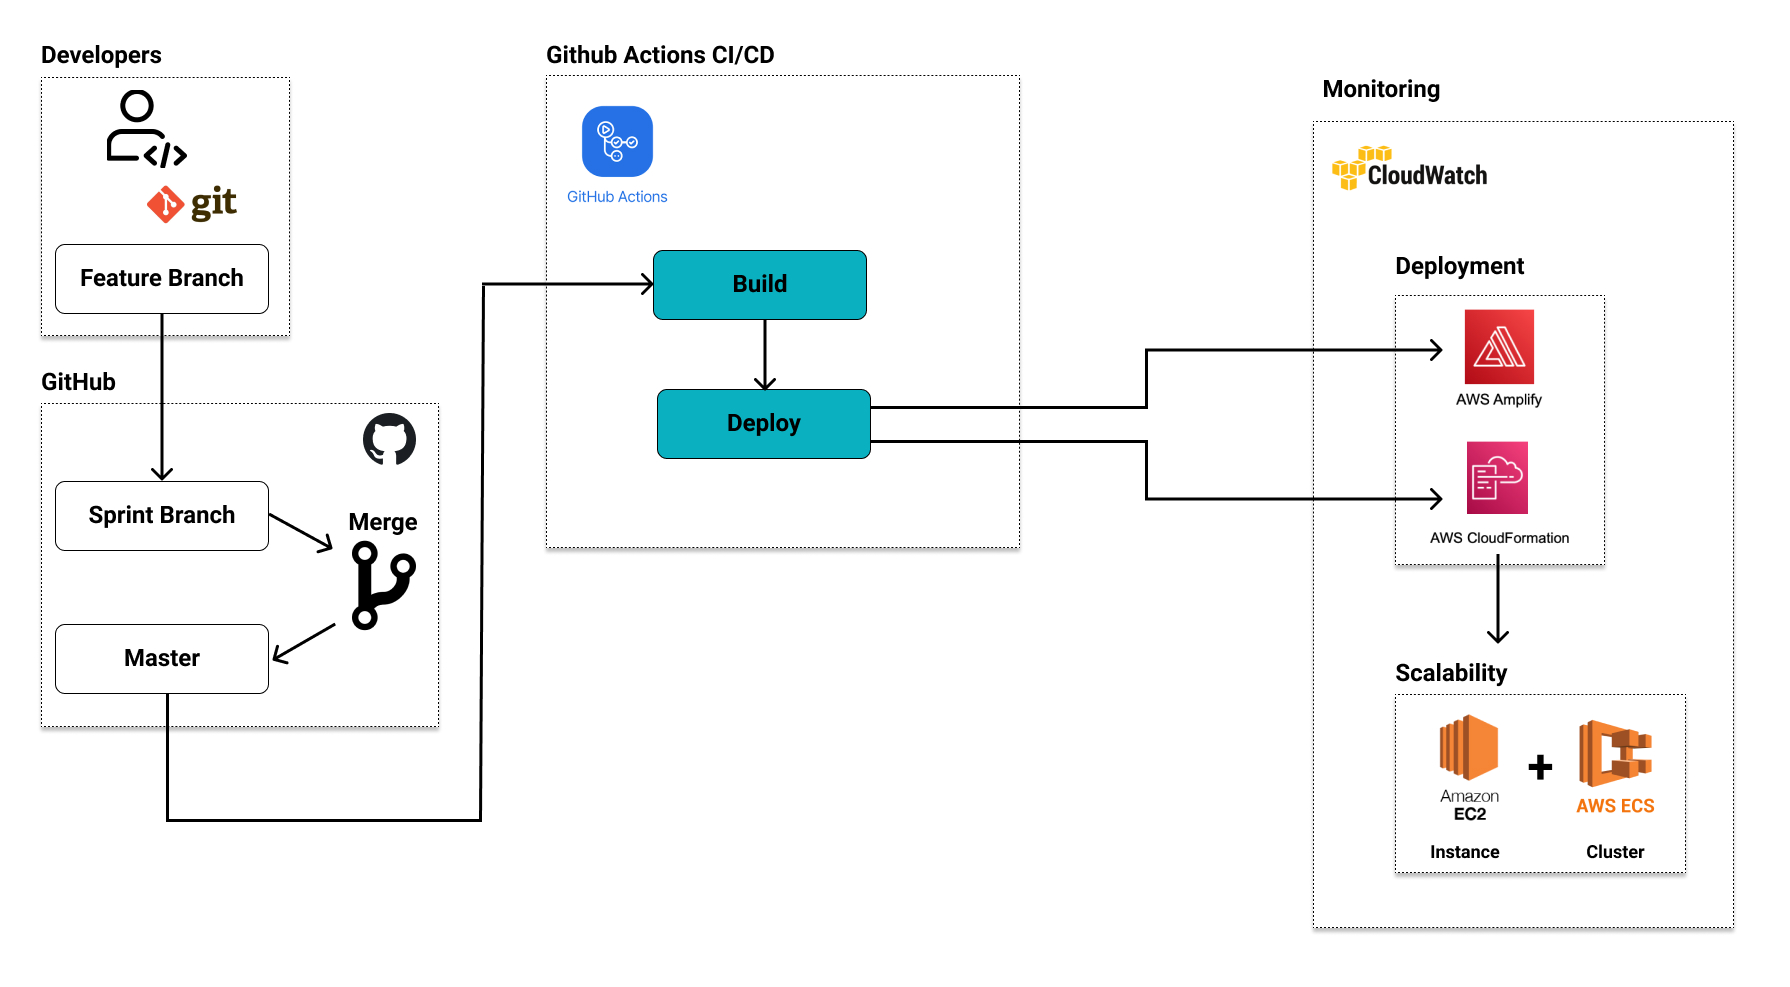 Developers
git
Feature Branch
GitHub
Sprint Branch
Merge
Master
Github Actions CI/CD
GitHub Actions
Build
Deploy
Monitoring
CloudWatch
Deployment
AWS Amplify
AWS CloudFormation
Scalability
Amazon
EC2
+
AWS ECS
Instance
Cluster